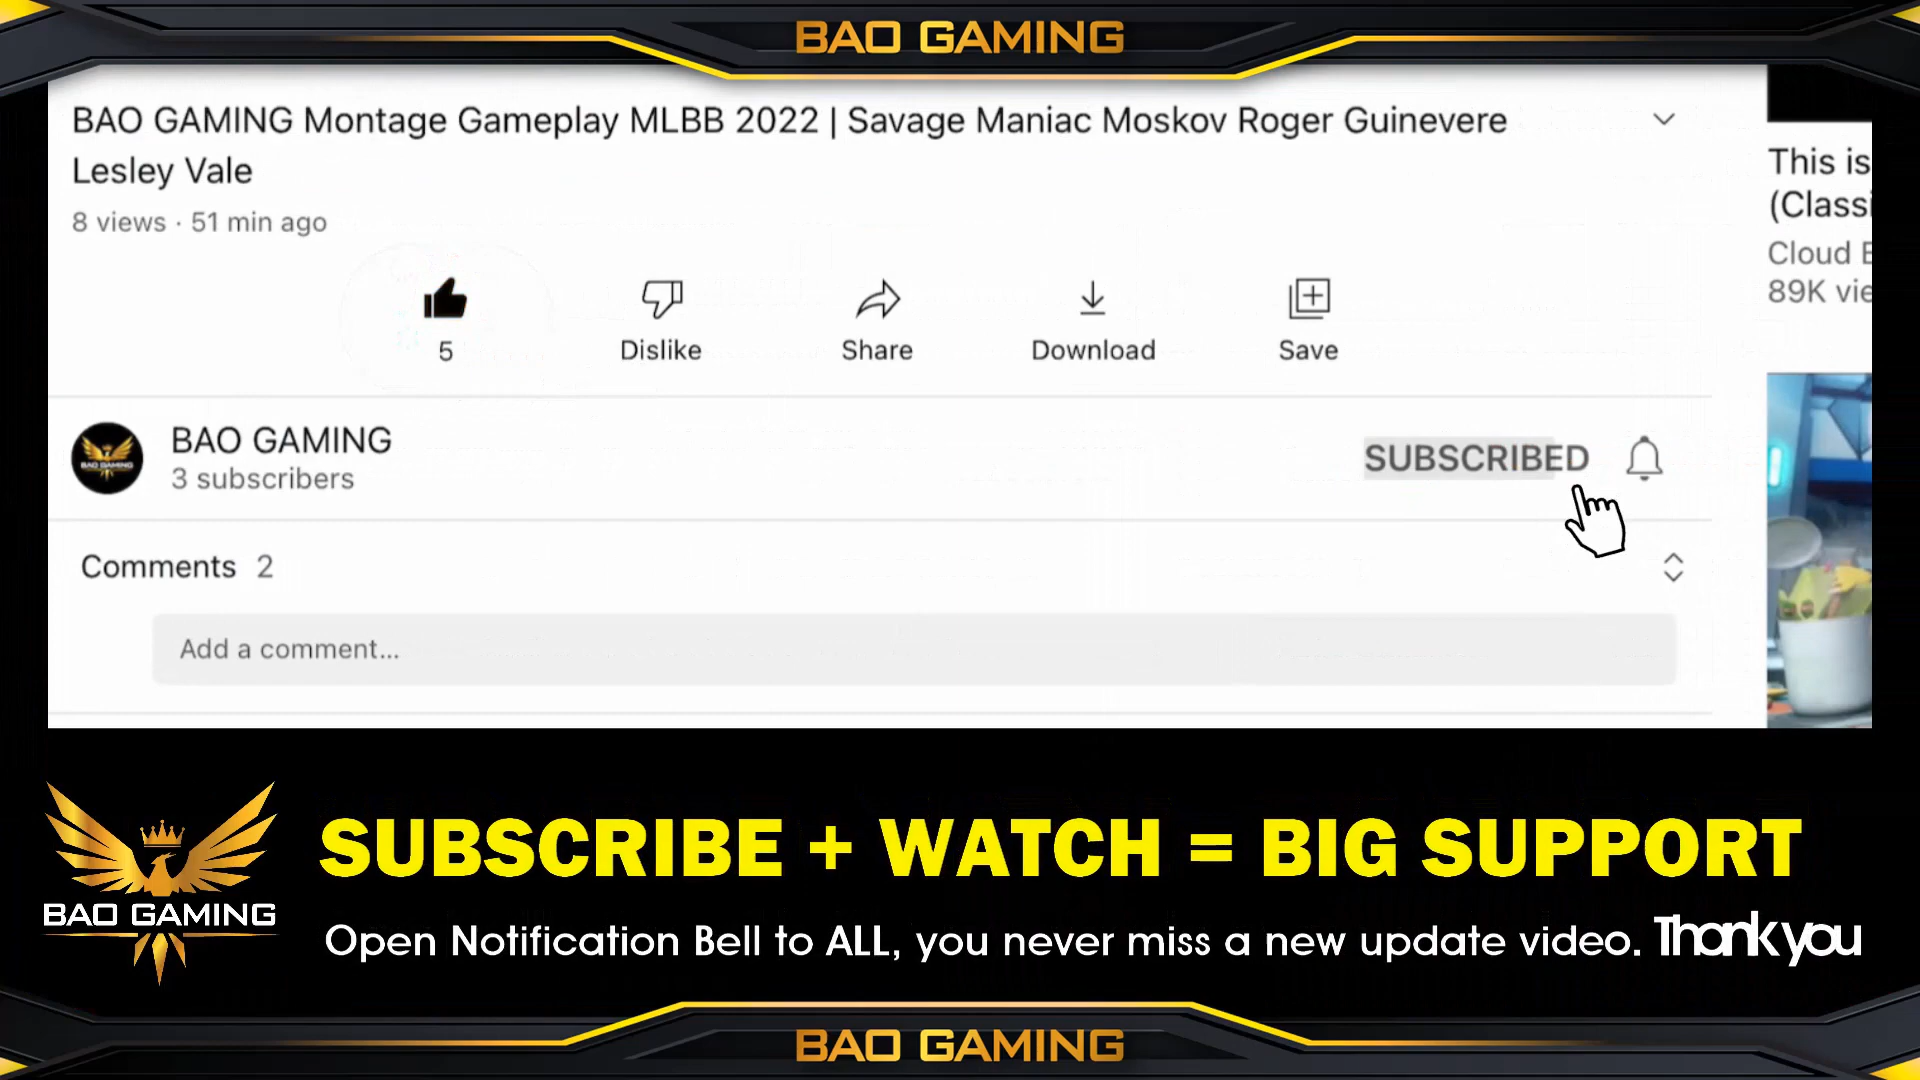 BAO GAMING
BAO GAMING Montage Gameplay MLBB 2022 | Savage Maniac Moskov Roger Guinevere
Lesley Vale
8 views · 51 min ago
5
Dislike
Share
Download
Save
This is
(Classi
Cloud
89K vie
BAO GAMING
BAO GAMING
3 subscribers
SUBSCRIBED
Comments 2
Add a comment...
BAO GAMING
SUBSCRIBE + WATCH = BIG SUPPORT
Open Notification Bell to ALL, you never miss a new update video. Thank you
BAO GAMING